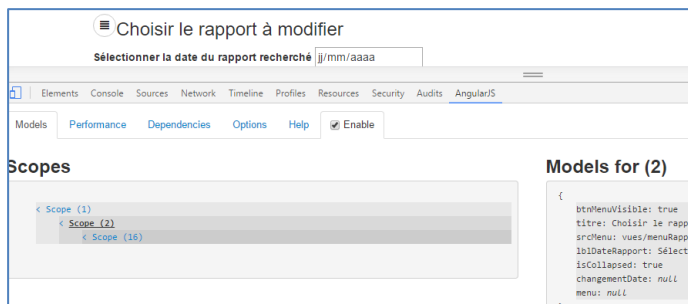 Choisir le rapport à modifier
Sélectionner la date du rapport recherché jj/mm/aaaa
Elements Console Sources Network Timeline Profiles Resources Security Audits AngularJS
Models Performance Dependencies Options Help Enable
Scopes
Models for (2)
< Scope (1)
< Scope (2)
< Scope (16)
{
btnMenuVisible: true
titre: Choisir le rapp
srcMenu: vues/menuRapp
lblDateRapport: Sélect
isCollapsed: true
changementDate: null
menu: null